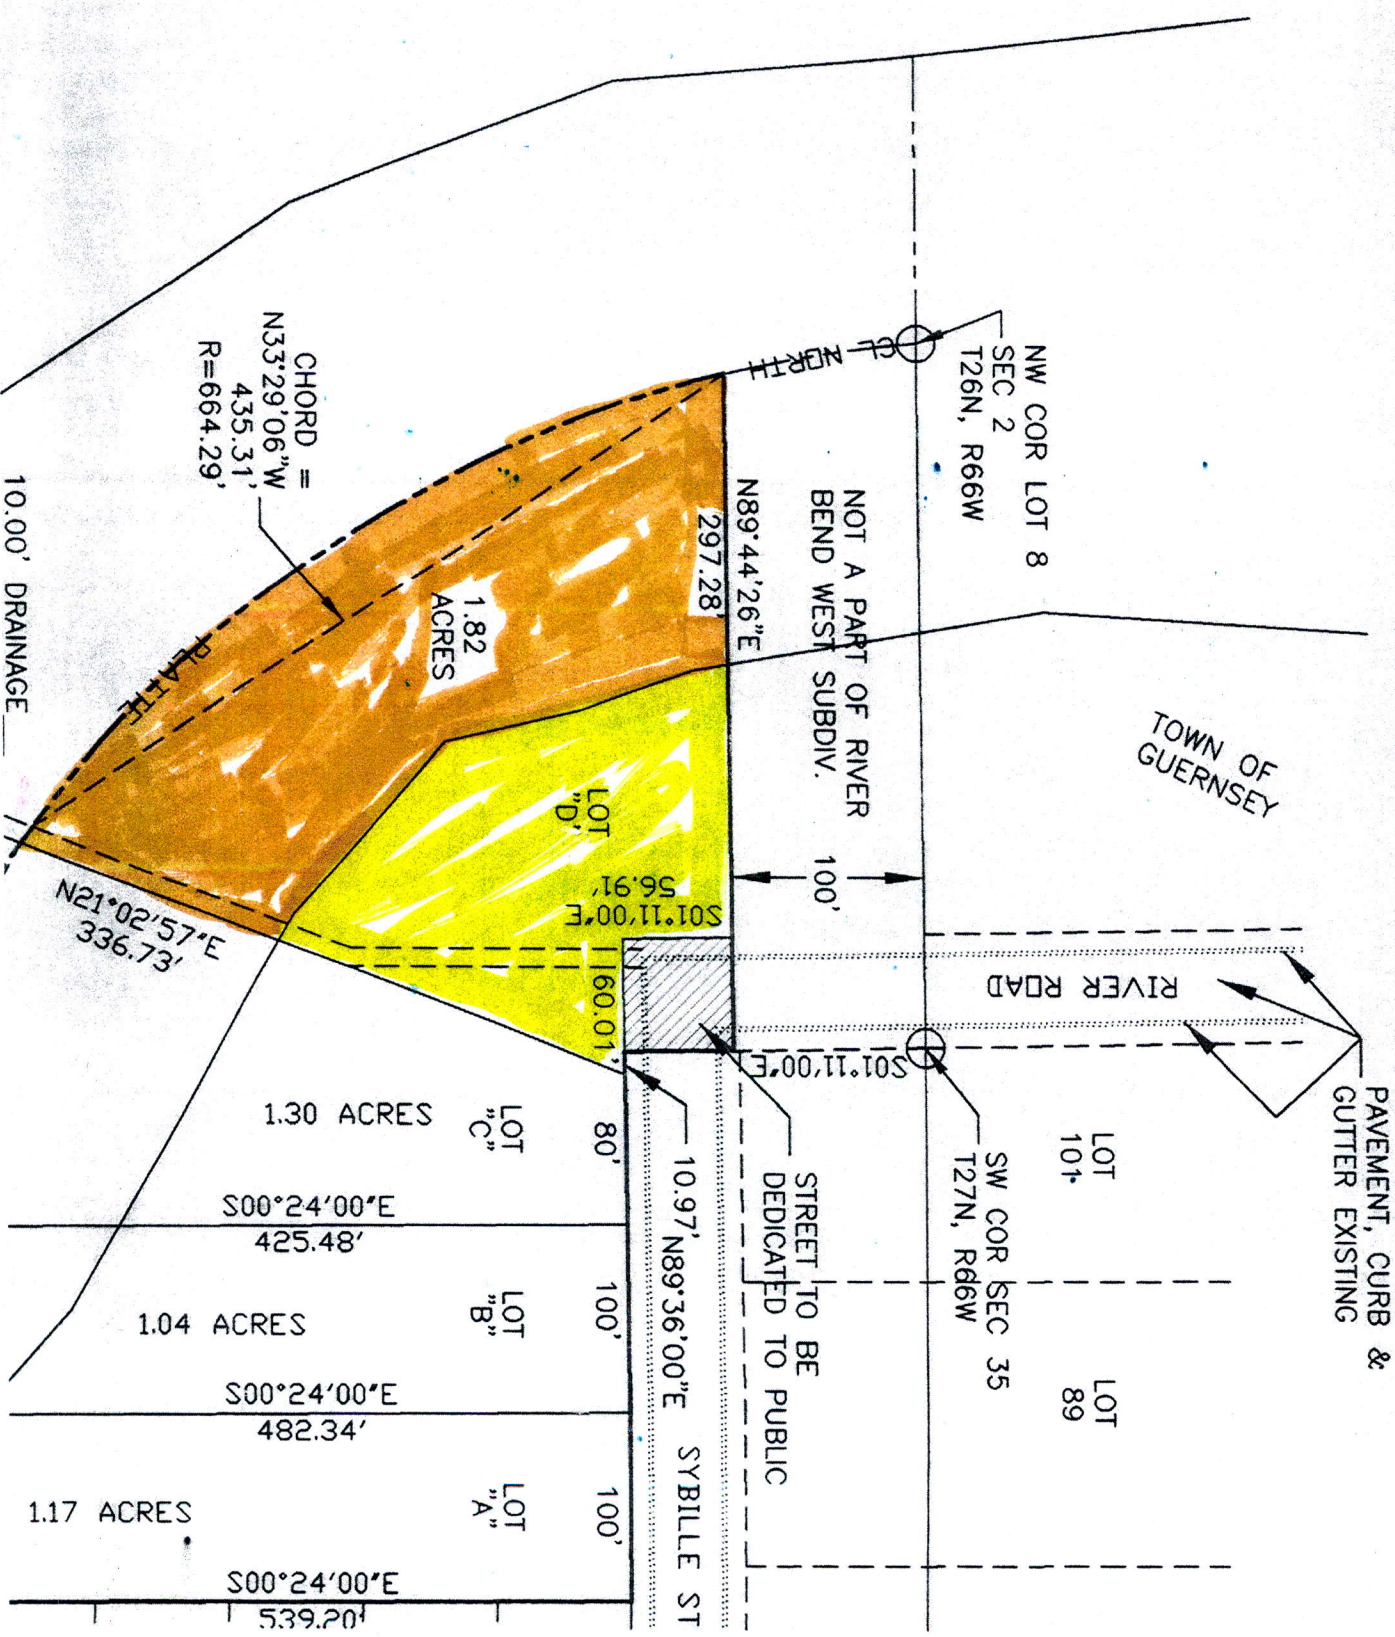 PAVEMENT, CURB &
GUTTER EXISTING
RIVER ROAD
TOWN OF
GUERNSEY
LOT
101
LOT
89
NW COR LOT 8
SEC 2
T26N, R66W
SW COR SEC 35
T27N, R66W
CL NORTH
NOT A PART OF RIVER
BEND WEST SUBDIV.
100'
S01°11'00"E
N89°44'26"E
297.28'
STREET TO BE
DEDICATED TO PUBLIC
S01°11'00"E
56.91'
60.01'
10.97'
N89°36'00"E
SYBILLE ST
LOT
"D"
1.82
ACRES
CHORD =
N33°29'06"W
435.31'
R=664.29'
PLATTE
N21°02'57"E
336.73'
10.00' DRAINAGE
80'
LOT
"C"
1.30 ACRES
S00°24'00"E
425.48'
100'
LOT
"B"
1.04 ACRES
S00°24'00"E
482.34'
100'
LOT
"A"
1.17 ACRES
S00°24'00"E
539.20'